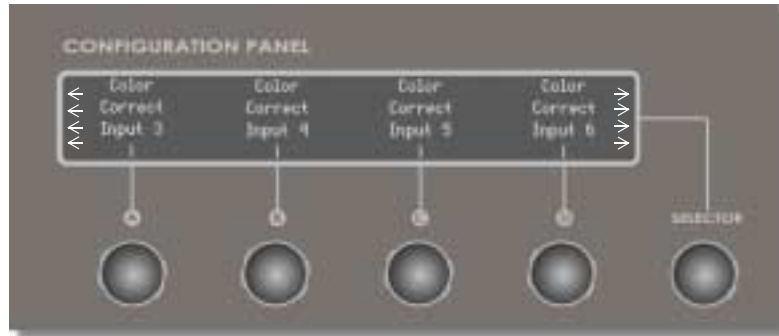 CONFIGURATION PANEL
Color Color Color Color
Correct Correct Correct Correct
Input 3 Input 4 Input 5 Input 6
A B C D SELECTOR